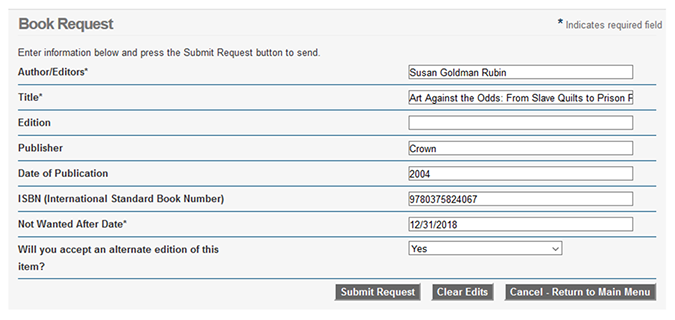 Book Request
* Indicates required field
Enter information below and press the Submit Request button to send.
Author/Editors* Susan Goldman Rubin
Title* Art Against the Odds: From Slave Quilts to Prison P
Edition
Publisher Crown
Date of Publication 2004
ISBN (International Standard Book Number) 9780375824067
Not Wanted After Date* 12/31/2018
Will you accept an alternate edition of this Yes
item?
Submit Request Clear Edits Cancel - Return to Main Menu